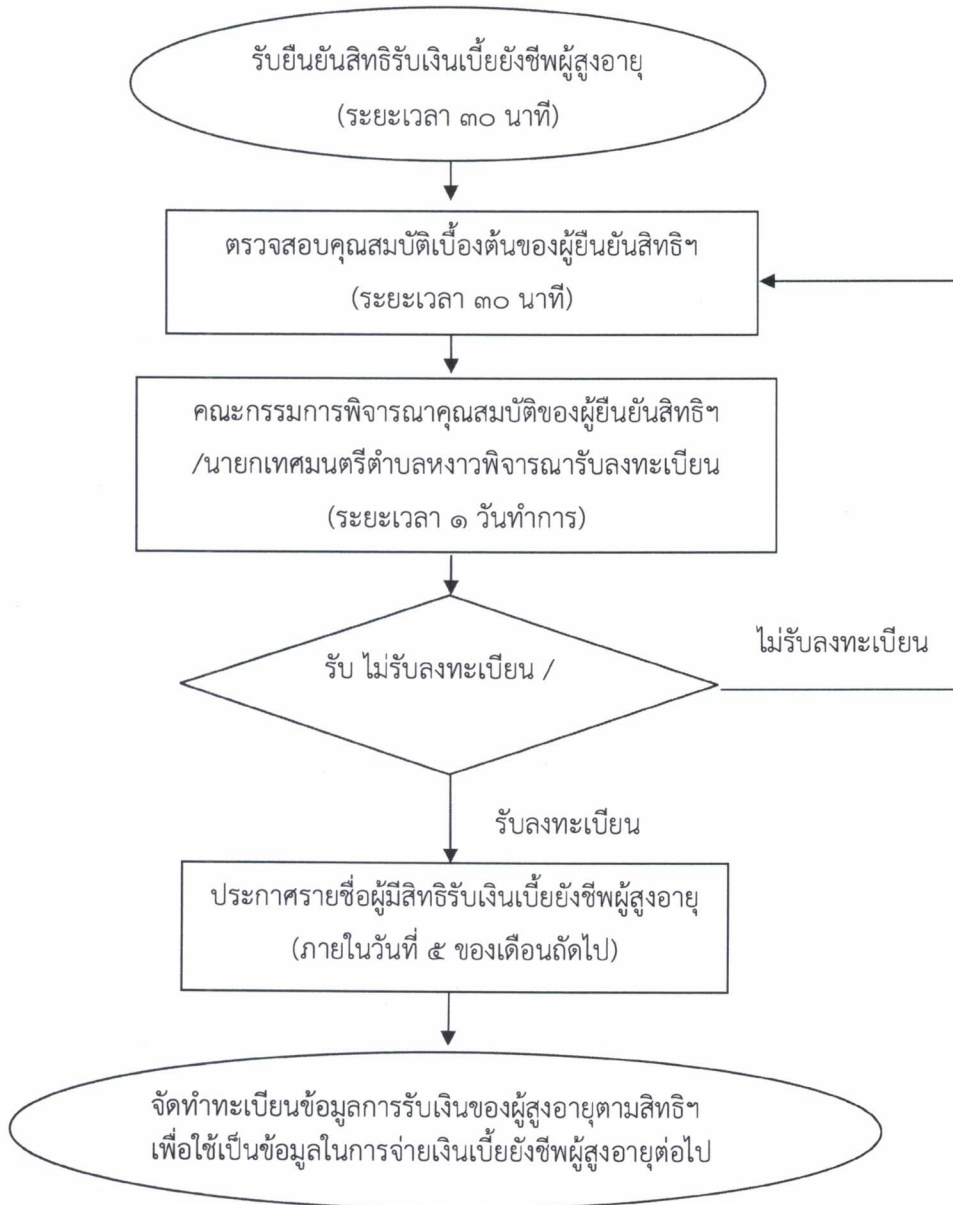 รับยืนยันสิทธิรับเงินเบี้ยยังชีพผู้สูงอายุ
(ระยะเวลา ๓๐ นาที)
ตรวจสอบคุณสมบัติเบื้องต้นของผู้ยืนยันสิทธิฯ
(ระยะเวลา ๓๐ นาที)
คณะกรรมการพิจารณาคุณสมบัติของผู้ยืนยันสิทธิฯ
/นายกเทศมนตรีตำบลหงาวพิจารณารับลงทะเบียน
(ระยะเวลา ๑ วันทำการ)
รับ ไม่รับลงทะเบียน /
ไม่รับลงทะเบียน
รับลงทะเบียน
ประกาศรายชื่อผู้มีสิทธิรับเงินเบี้ยยังชีพผู้สูงอายุ
(ภายในวันที่ ๕ ของเดือนถัดไป)
จัดทำทะเบียนข้อมูลการรับเงินของผู้สูงอายุตามสิทธิฯ
เพื่อใช้เป็นข้อมูลในการจ่ายเงินเบี้ยยังชีพผู้สูงอายุต่อไป